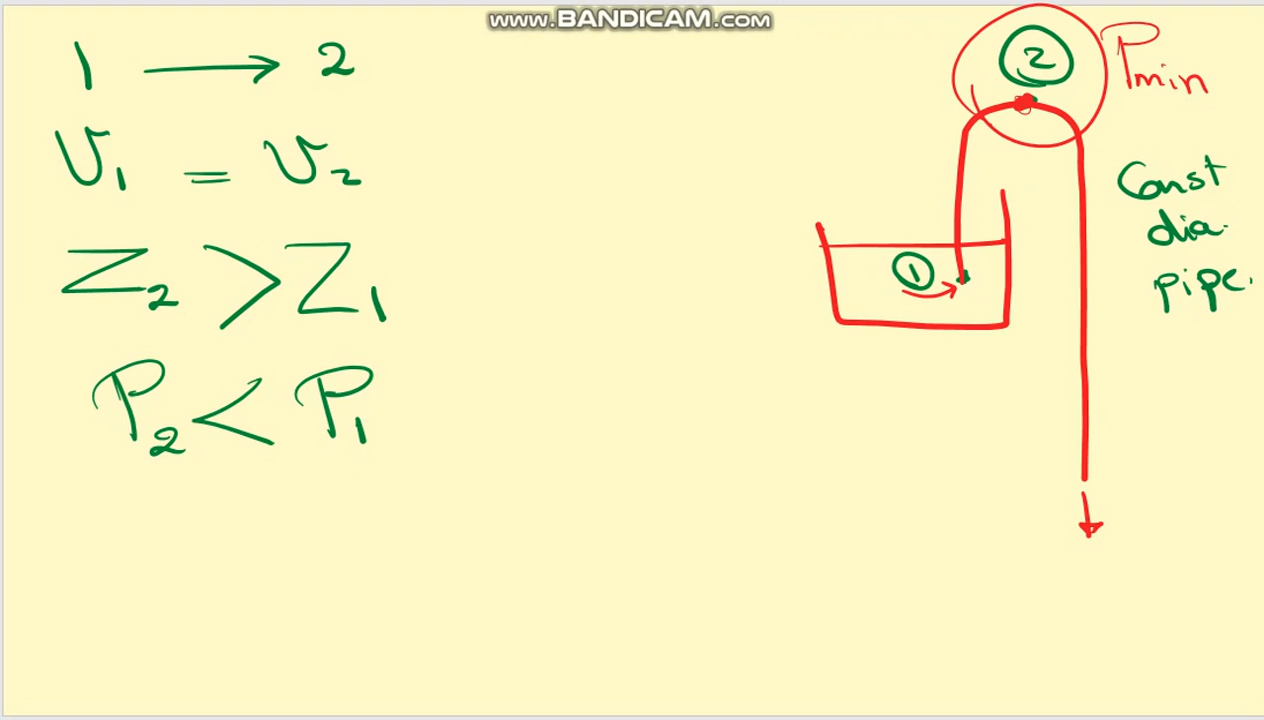 www.BANDICAM.com
1 → 2
V1 = V2
Z2 > Z1
P2 < P1
2
Pmin
Const
dia.
pipe.
1